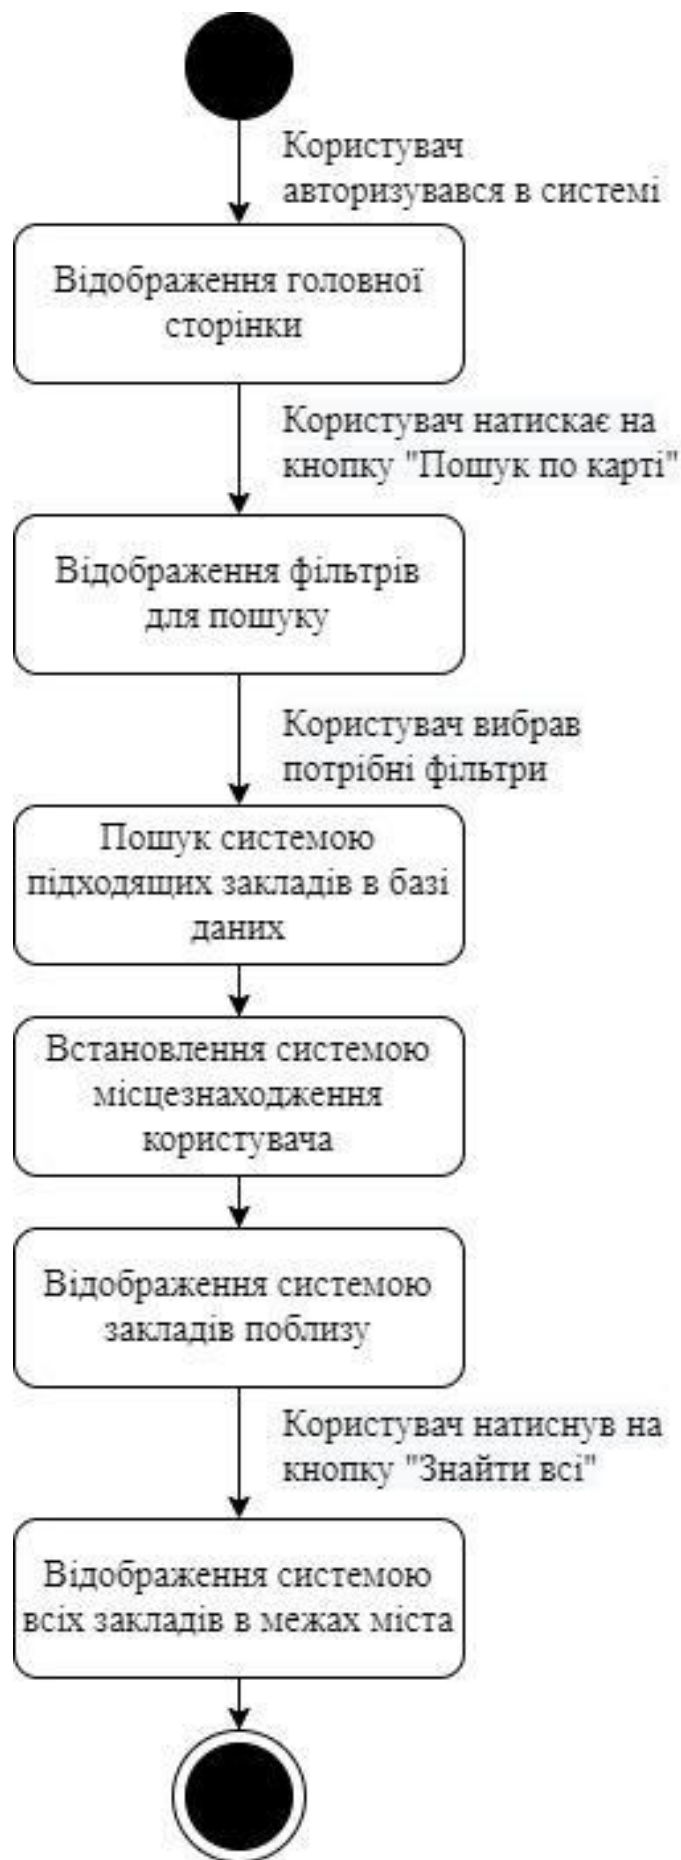 Користувач
авторизувався в системі
Відображення головної
сторінки
Користувач натискає на
кнопку "Пошук по карті"
Відображення фільтрів
для пошуку
Користувач вибрав
потрібні фільтри
Пошук системою
підходящих закладів в базі
даних
Встановлення системою
місцезнаходження
користувача
Відображення системою
закладів поблизу
Користувач натиснув на
кнопку "Знайти всі"
Відображення системою
всіх закладів в межах міста